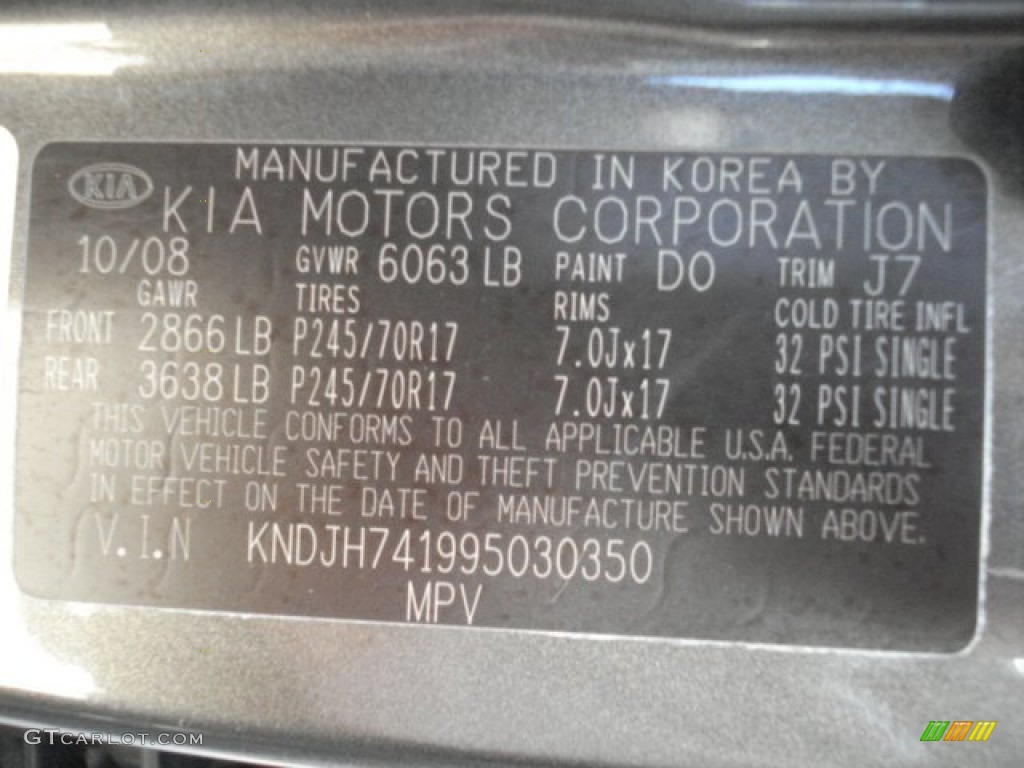 KIA
MANUFACTURED IN KOREA BY
KIA MOTORS CORPORATION
10/08 GVWR 6063 LB PAINT D0 TRIM J7
GAWR TIRES RIMS COLD TIRE INFL
FRONT 2866 LB P245/70R17 7.0Jx17 32 PSI SINGLE
REAR 3638 LB P245/70R17 7.0Jx17 32 PSI SINGLE
THIS VEHICLE CONFORMS TO ALL APPLICABLE U.S.A. FEDERAL
MOTOR VEHICLE SAFETY AND THEFT PREVENTION STANDARDS
IN EFFECT ON THE DATE OF MANUFACTURE SHOWN ABOVE.
V.I.N KNDJH741995030350
MPV
GTCARLOT.COM